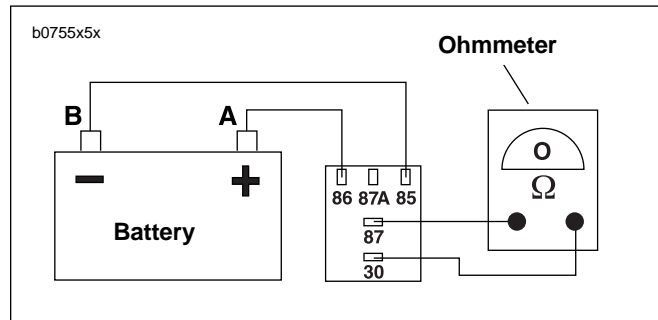 b0755x5x
Ohmmeter
B A
− +
Battery
86 87A 85
87
30
O
Ω